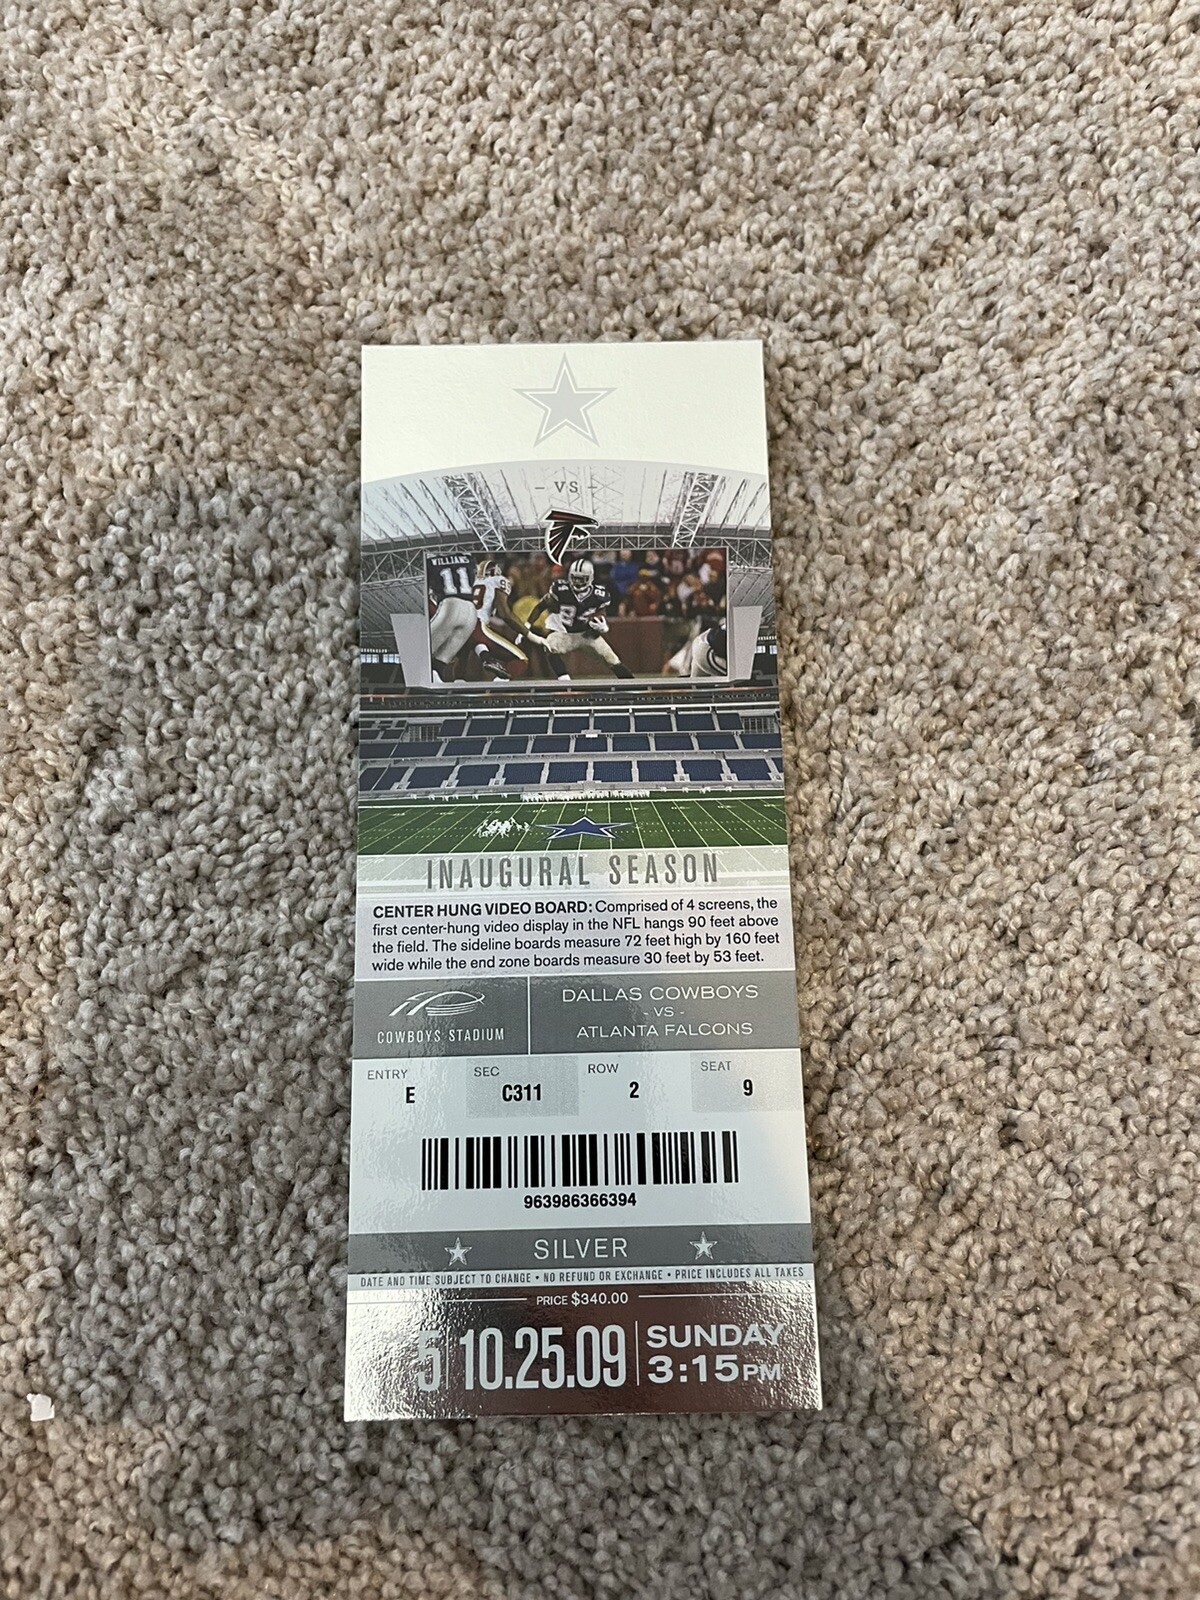 - VS -
WILLIAMS
11
24
INAUGURAL SEASON
CENTER HUNG VIDEO BOARD: Comprised of 4 screens, the
first center-hung video display in the NFL hangs 90 feet above
the field. The sideline boards measure 72 feet high by 160 feet
wide while the end zone boards measure 30 feet by 53 feet.
COWBOYS STADIUM
DALLAS COWBOYS
- VS -
ATLANTA FALCONS
ENTRY
E
SEC
C311
ROW
2
SEAT
9
963986366394
SILVER
DATE AND TIME SUBJECT TO CHANGE • NO REFUND OR EXCHANGE • PRICE INCLUDES ALL TAXES
PRICE $340.00
5
10.25.09
SUNDAY
3:15PM